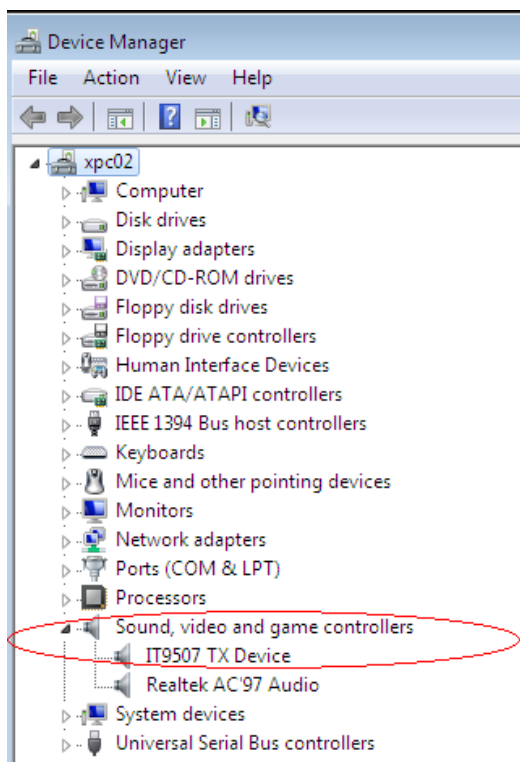 Device Manager
File Action View Help
xpc02
Computer
Disk drives
Display adapters
DVD/CD-ROM drives
Floppy disk drives
Floppy drive controllers
Human Interface Devices
IDE ATA/ATAPI controllers
IEEE 1394 Bus host controllers
Keyboards
Mice and other pointing devices
Monitors
Network adapters
Ports (COM & LPT)
Processors
Sound, video and game controllers
IT9507 TX Device
Realtek AC'97 Audio
System devices
Universal Serial Bus controllers